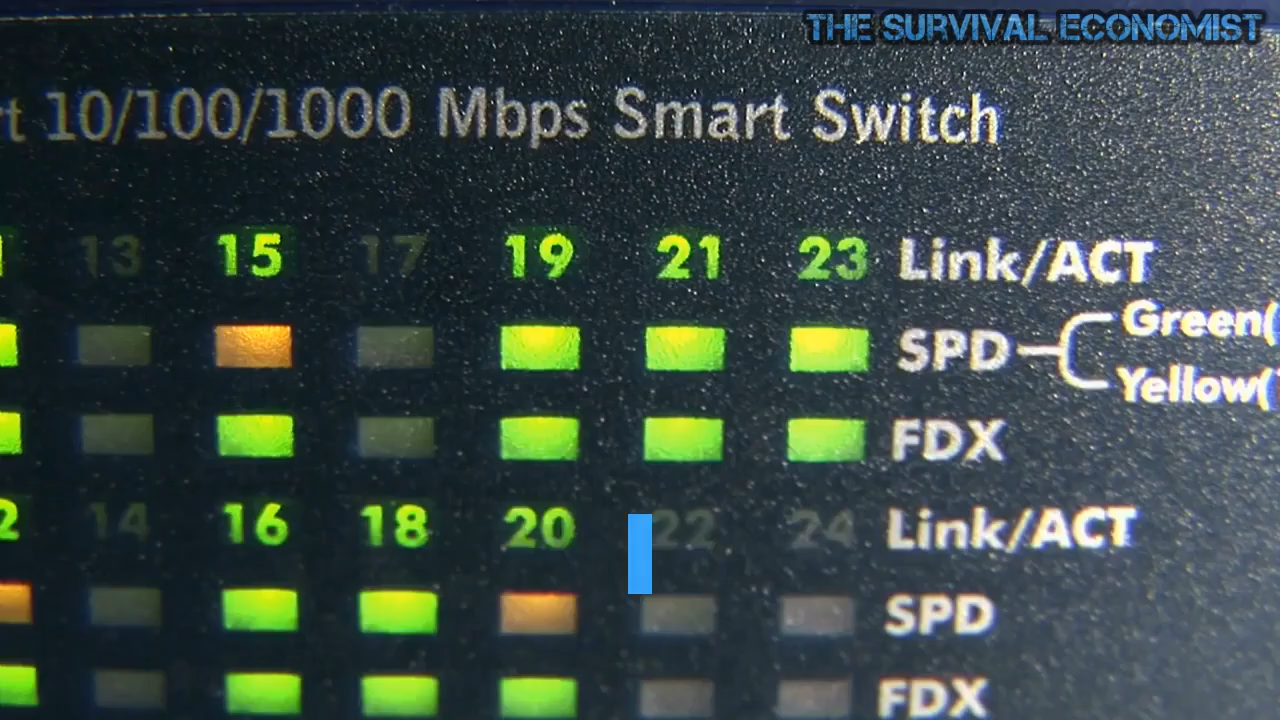 THE SURVIVAL ECONOMIST
10/100/1000 Mbps Smart Switch
13 15 17 19 21 23 Link/ACT
SPD Green(
Yellow(
FDX
14 16 18 20 22 24 Link/ACT
SPD
FDX